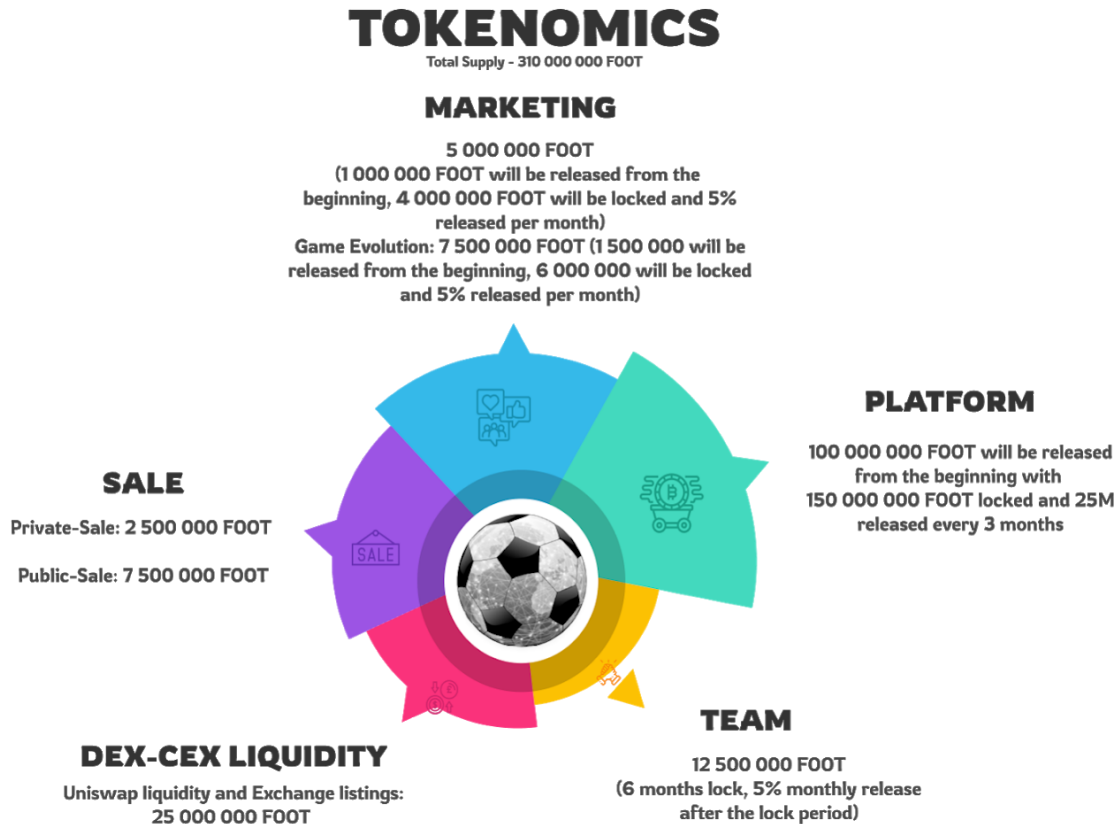 TOKENOMICS
Total Supply - 310 000 000 FOOT
MARKETING
5 000 000 FOOT
(1 000 000 FOOT will be released from the
beginning, 4 000 000 FOOT will be locked and 5%
released per month)
Game Evolution: 7 500 000 FOOT (1 500 000 will be
released from the beginning, 6 000 000 will be locked
and 5% released per month)
PLATFORM
100 000 000 FOOT will be released
from the beginning with
150 000 000 FOOT locked and 25M
released every 3 months
SALE
Private-Sale: 2 500 000 FOOT
Public-Sale: 7 500 000 FOOT
SALE
TEAM
12 500 000 FOOT
(6 months lock, 5% monthly release
after the lock period)
DEX-CEX LIQUIDITY
Uniswap liquidity and Exchange listings:
25 000 000 FOOT